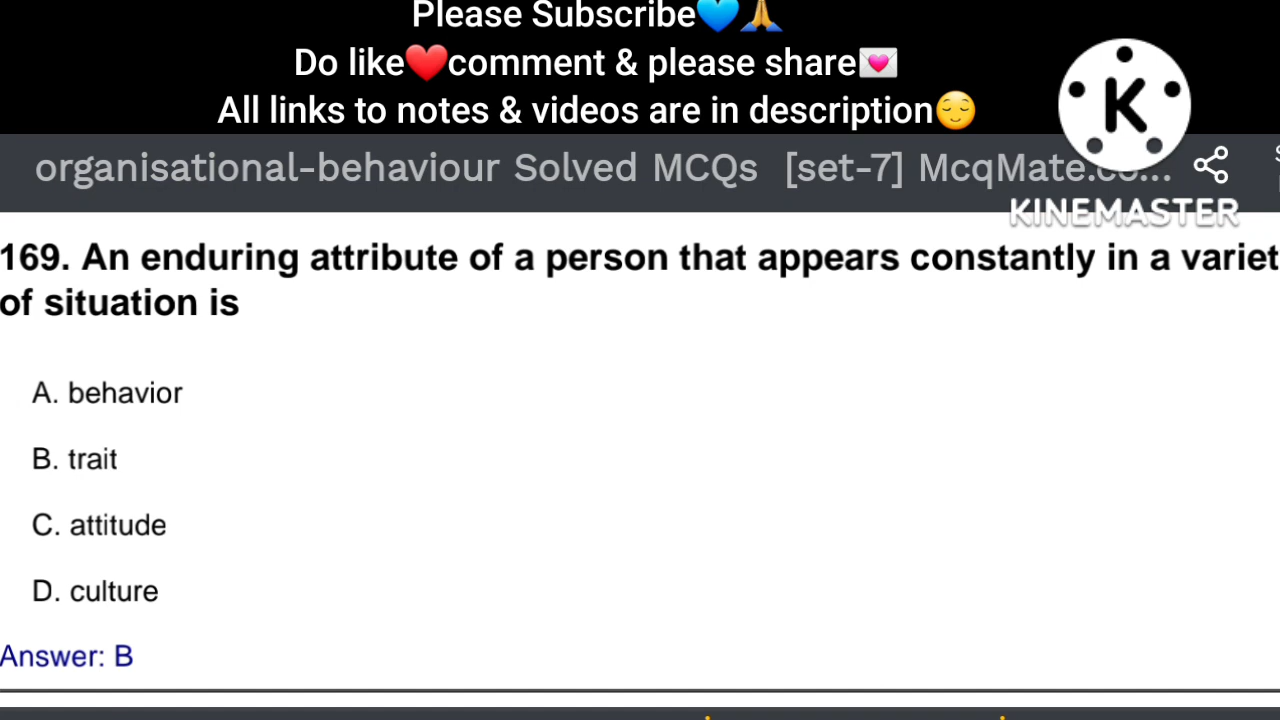 Please Subscribe💙🙏
Do like❤️comment & please share💌
All links to notes & videos are in description😌
K
organisational-behaviour Solved MCQs [set-7] McqMate.co...
KINEMASTER
169. An enduring attribute of a person that appears constantly in a variet
of situation is
A. behavior
B. trait
C. attitude
D. culture
Answer: B